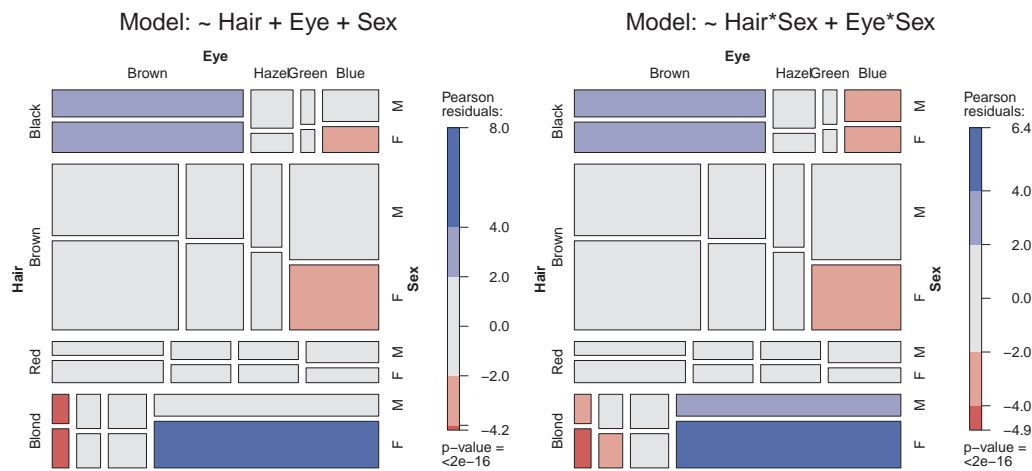 Model: ~ Hair + Eye + Sex
Eye
Brown
Hazel
Green
Blue
Hair
Black
Brown
Red
Blond
Sex
M
F
M
F
M
F
M
F
Pearson
residuals:
8.0
4.0
2.0
0.0
−2.0
−4.2
p−value =
<2e−16
Model: ~ Hair*Sex + Eye*Sex
Eye
Brown
Hazel
Green
Blue
Hair
Black
Brown
Red
Blond
Sex
M
F
M
F
M
F
M
F
Pearson
residuals:
6.4
4.0
2.0
0.0
−2.0
−4.0
−4.9
p−value =
<2e−16